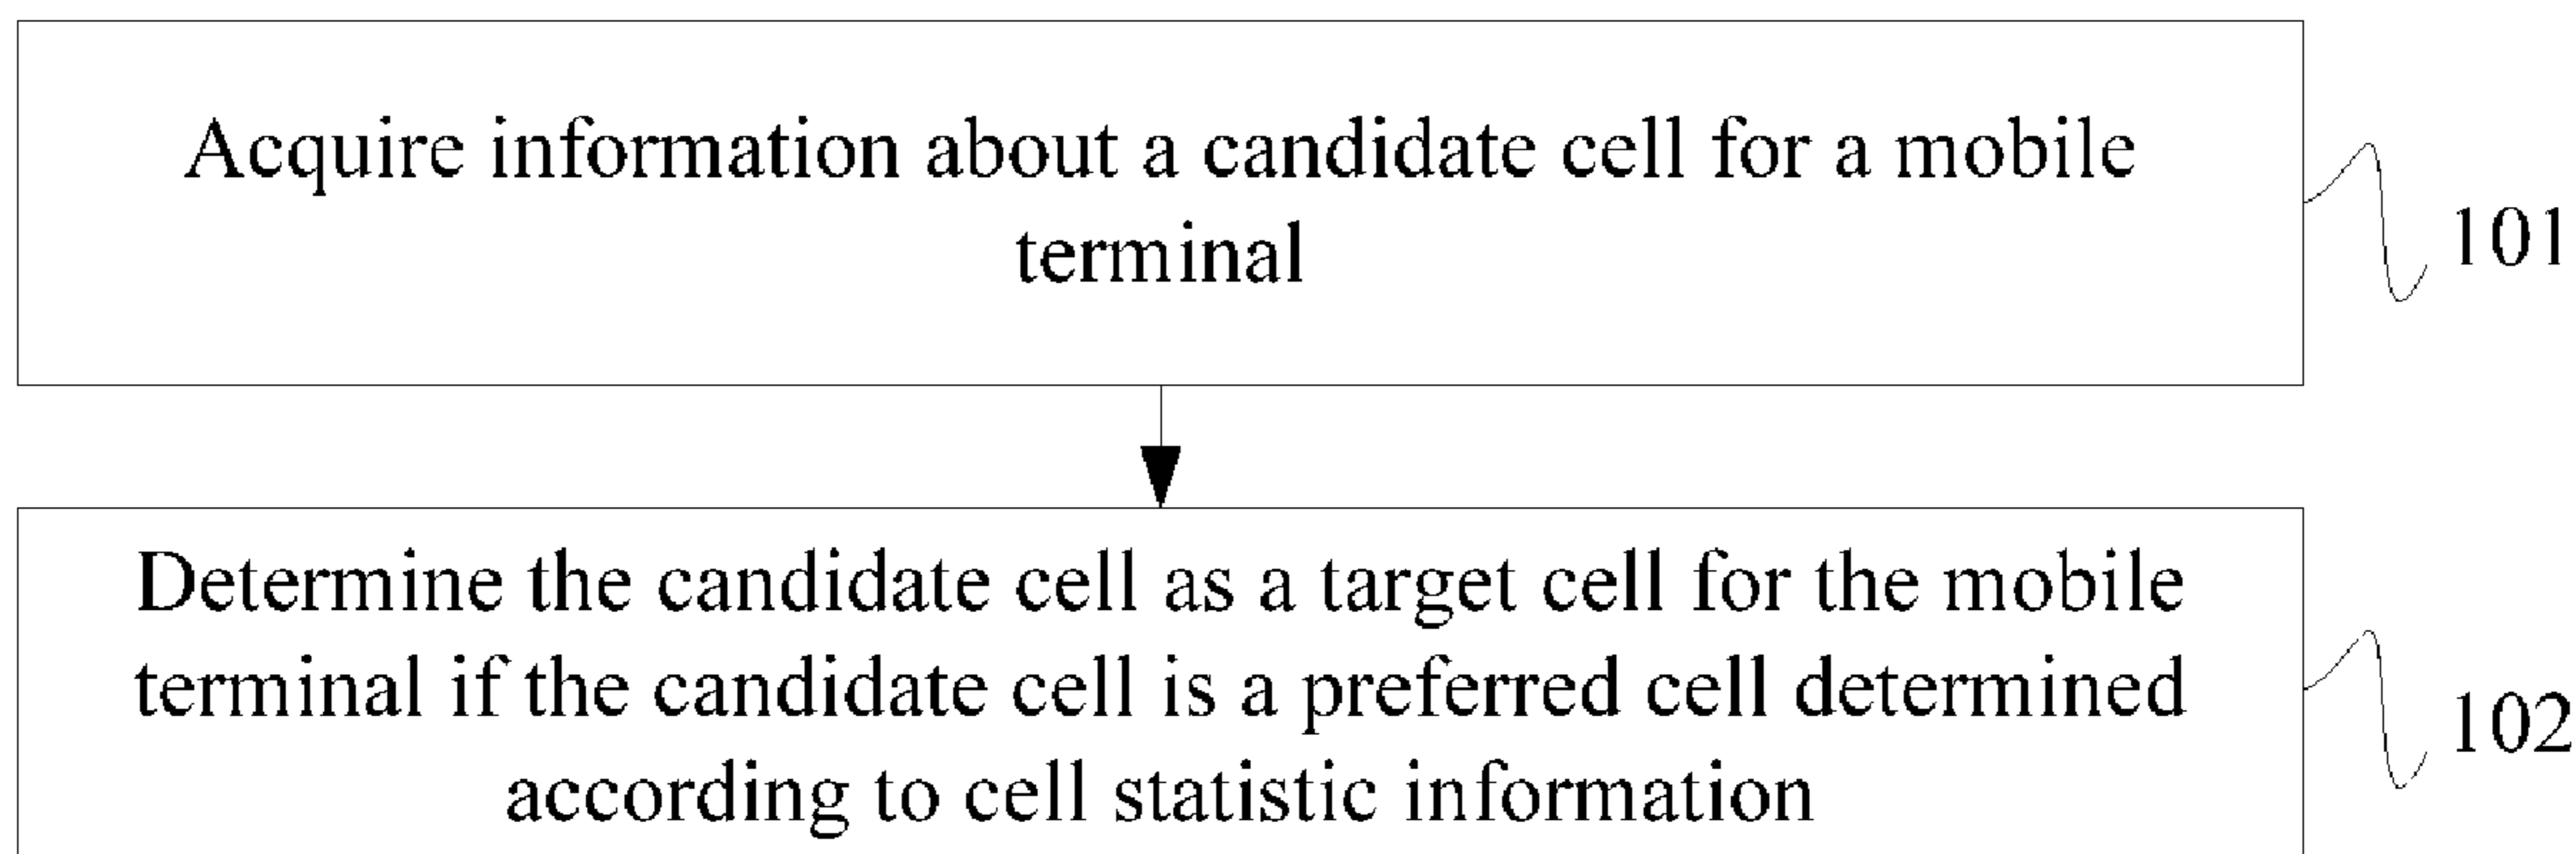 Acquire information about a candidate cell for a mobile
terminal
101
Determine the candidate cell as a target cell for the mobile
terminal if the candidate cell is a preferred cell determined
according to cell statistic information
102